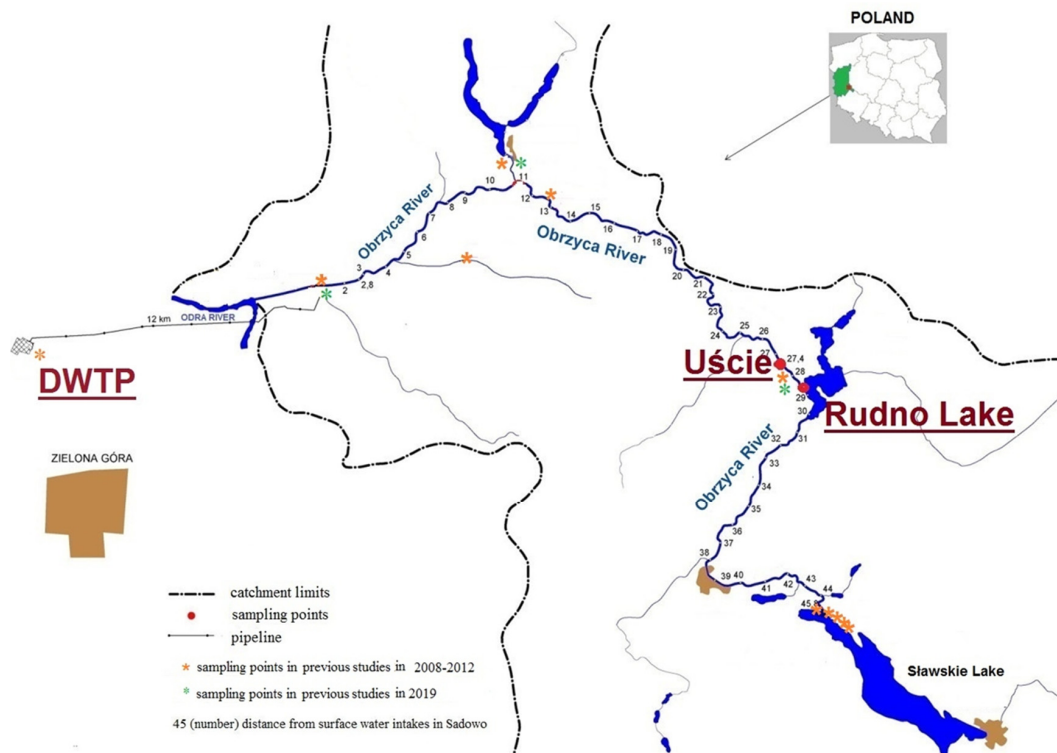 POLAND
11
10
12
9
13
8
14
15
7
16
Obrzyca River
Obrzyca River
17
18
6
19
5
3
4
20
2
2,8
21
22
23
ODRA RIVER
12 km
24
25
26
27
27,4
Uście
28
DWTP
29
Rudno Lake
30
Obrzyca River
32
31
ZIELONA GÓRA
33
34
35
36
37
38
39
40
41
42
43
44
45,8
catchment limits
sampling points
pipeline
sampling points in previous studies in 2008-2012
Sławskie Lake
sampling points in previous studies in 2019
45 (number) distance from surface water intakes in Sadowo